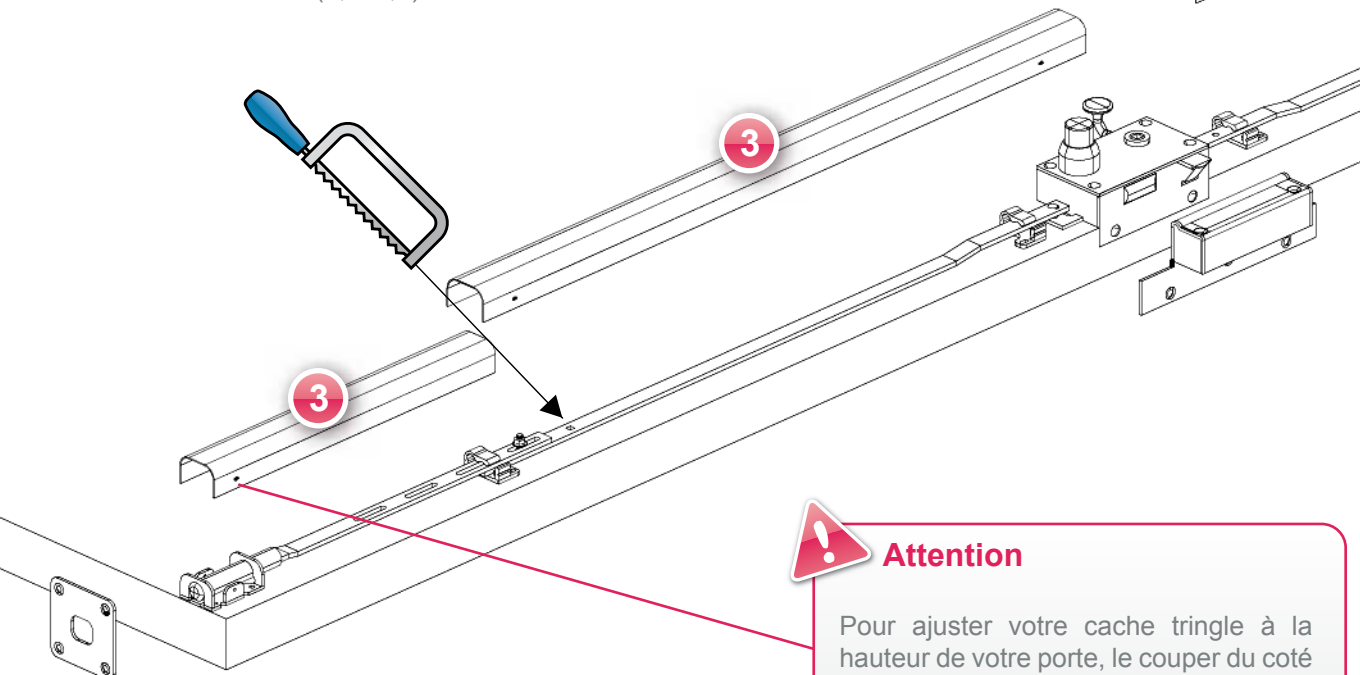 3
3
Attention
Pour ajuster votre cache tringle à la
hauteur de votre porte, le couper du coté